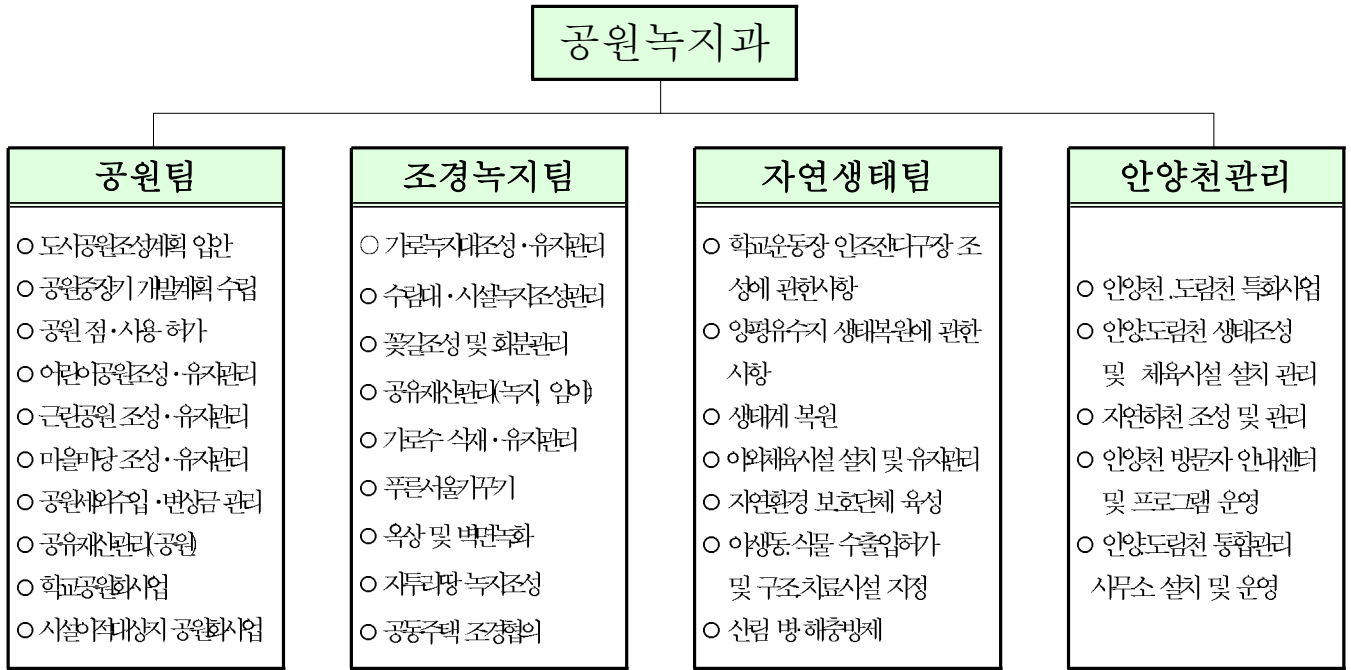 공원녹지과
공원팀
○ 도시공원조성계획 입안
○ 공원중장기 개발계획 수립
○ 공원 점·사용 허가
○ 어린이공원조성·유지관리
○ 근린공원 조성·유지관리
○ 마을마당 조성·유지관리
○ 공원세외수입·변상금 관리
○ 공유재산관리(공원)
○ 학교공원화사업
○ 시설이적대상지 공원화사업
조경녹지팀
○ 가로녹지대조성·유지관리
○ 수림대·시설녹지조성관리
○ 꽃길조성 및 화분관리
○ 공유재산관리(녹지, 임야)
○ 가로수 식재·유지관리
○ 푸른서울가꾸기
○ 옥상 및 벽면녹화
○ 자투리땅 녹지조성
○ 공동주택 조경협의
자연생태팀
○ 학교운동장 인조잔디구장 조
성에 관한사항
○ 양평유수지 생태복원에 관한
사항
○ 생태계 복원
○ 야외체육시설 설치 및 유지관리
○ 자연환경 보호단체 육성
○ 야생동.식물 수출입허가
및 구조.치료시설 지정
○ 산림 병·해충방제
안양천관리
○ 안양천.도림천 특화사업
○ 안양.도림천 생태조성
및 체육시설 설치 관리
○ 자연하천 조성 및 관리
○ 안양천 방문자 안내센터
및 프로그램 운영
○ 안양.도림천 통합관리
사무소 설치 및 운영